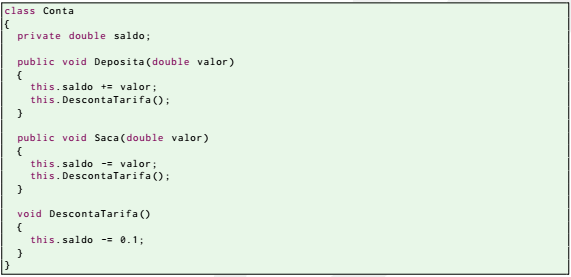 class Conta
{
  private double saldo;

  public void Deposita(double valor)
  {
    this.saldo += valor;
    this.DescontaTarifa();
  }

  public void Saca(double valor)
  {
    this.saldo -= valor;
    this.DescontaTarifa();
  }

  void DescontaTarifa()
  {
    this.saldo -= 0.1;
  }
}